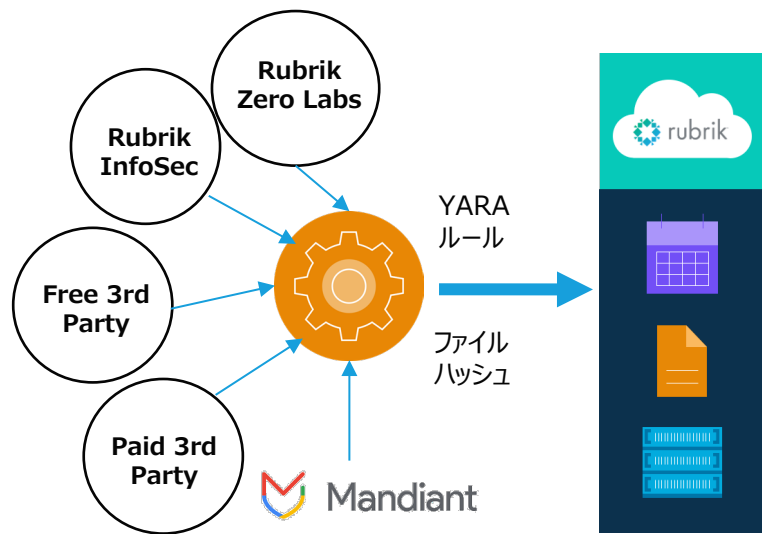 Rubrik
Zero Labs
Rubrik
InfoSec
Free 3rd
Party
Paid 3rd
Party
Mandiant
YARA
ルール
ファイル
ハッシュ
rubrik